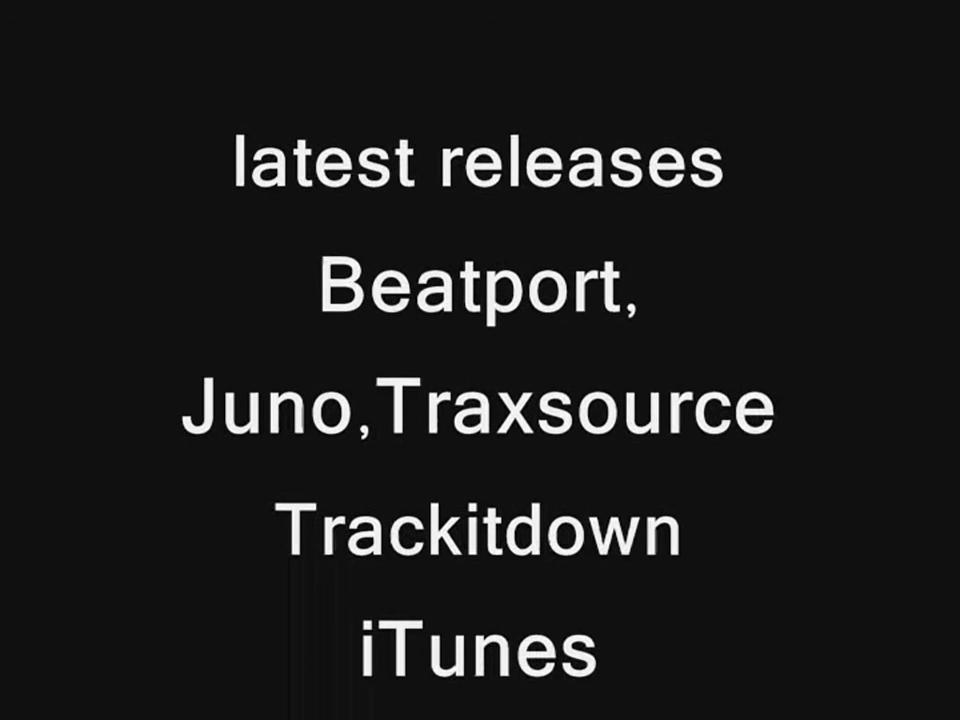 latest releases
Beatport,
Juno,Traxsource
Trackitdown
iTunes